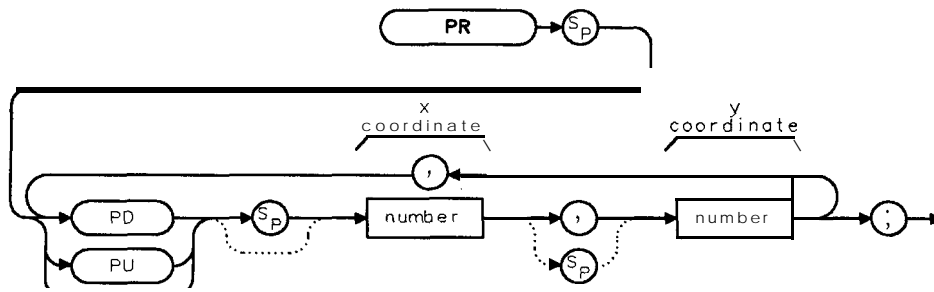 PR SP
x
coordinate
y
coordinate
,
PD SP number , number ;
PU SP